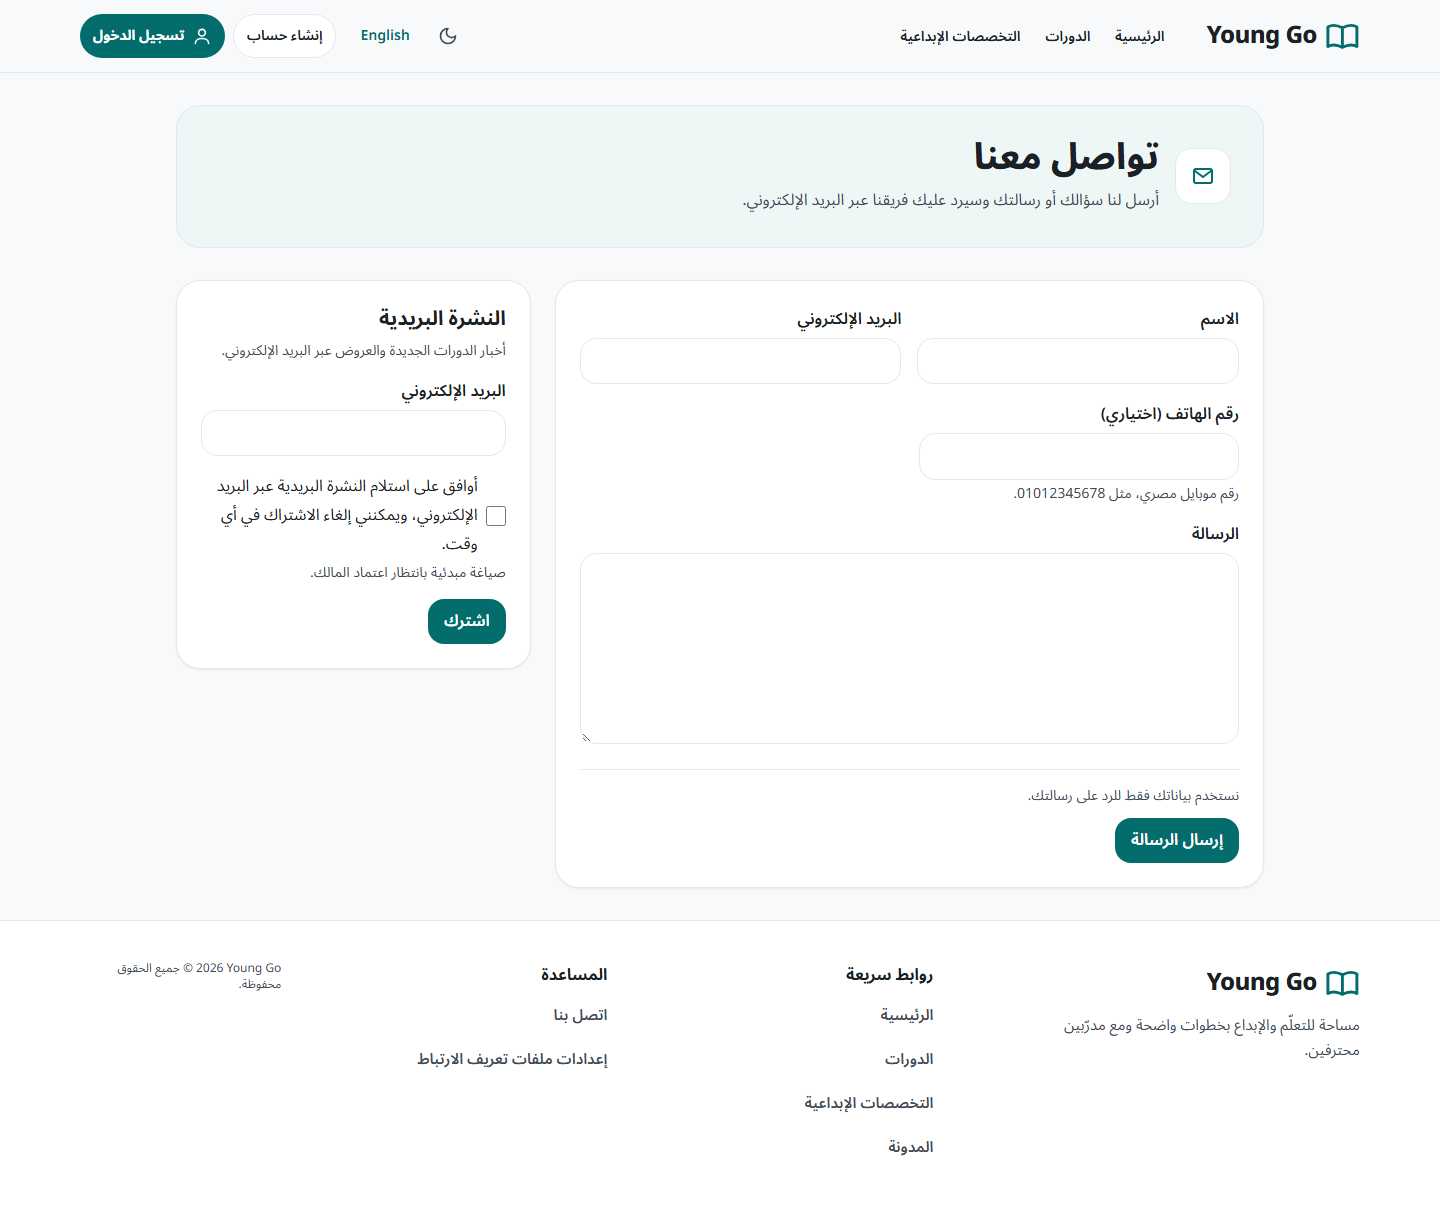 Young Go
الرئيسية
الدورات
التخصصات الإبداعية
English
إنشاء حساب
تسجيل الدخول
تواصل معنا
أرسل لنا سؤالك أو رسالتك وسيرد عليك فريقنا عبر البريد الإلكتروني.
الاسم
البريد الإلكتروني
رقم الهاتف (اختياري)
رقم موبايل مصري، مثل 01012345678.
الرسالة
نستخدم بياناتك فقط للرد على رسالتك.
إرسال الرسالة
النشرة البريدية
أخبار الدورات الجديدة والعروض عبر البريد الإلكتروني.
البريد الإلكتروني
أوافق على استلام النشرة البريدية عبر البريد
الإلكتروني، ويمكنني إلغاء الاشتراك في أي
وقت.
صياغة مبدئية بانتظار اعتماد المالك.
اشترك
Young Go
مساحة للتعلّم والإبداع بخطوات واضحة ومع مدرّبين
محترفين.
روابط سريعة
الرئيسية
الدورات
التخصصات الإبداعية
المدونة
المساعدة
اتصل بنا
إعدادات ملفات تعريف الارتباط
Young Go 2026 © جميع الحقوق
محفوظة.